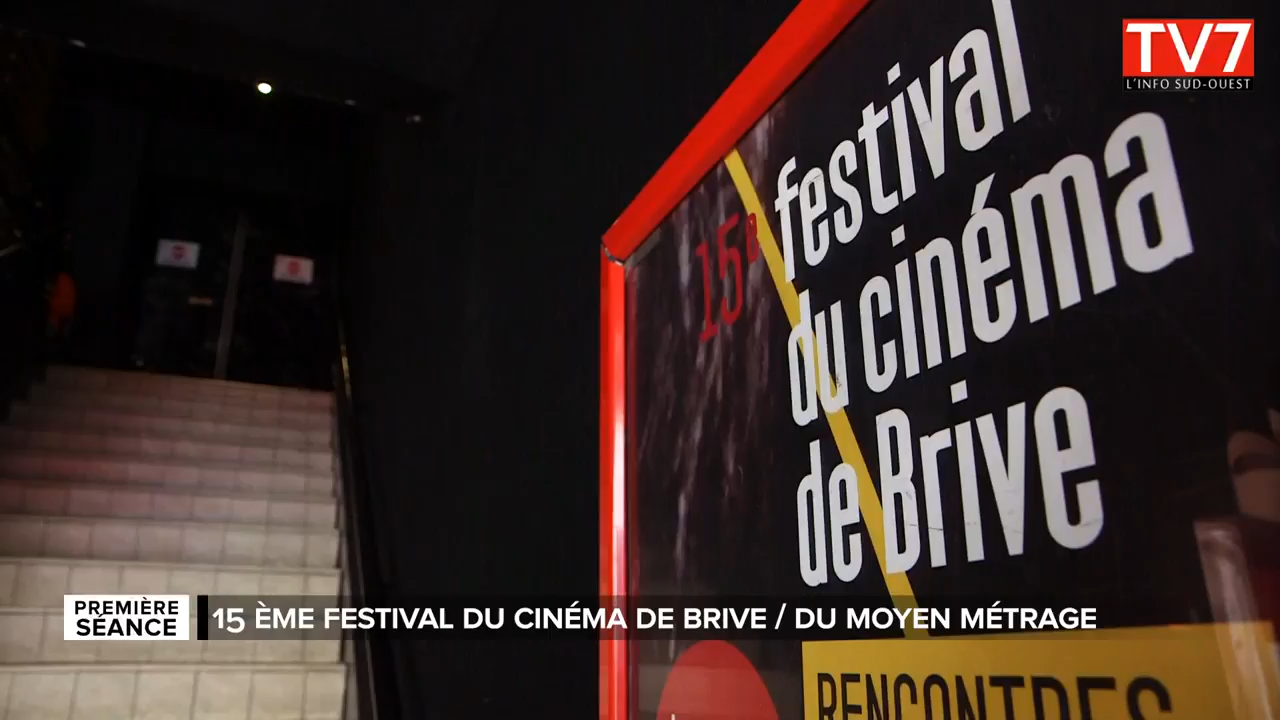 TV7
L'INFO SUD-OUEST
15e
festival
du cinéma
de Brive
PREMIÈRE
SÉANCE
15 ÈME FESTIVAL DU CINÉMA DE BRIVE / DU MOYEN MÉTRAGE
RENCONTRES